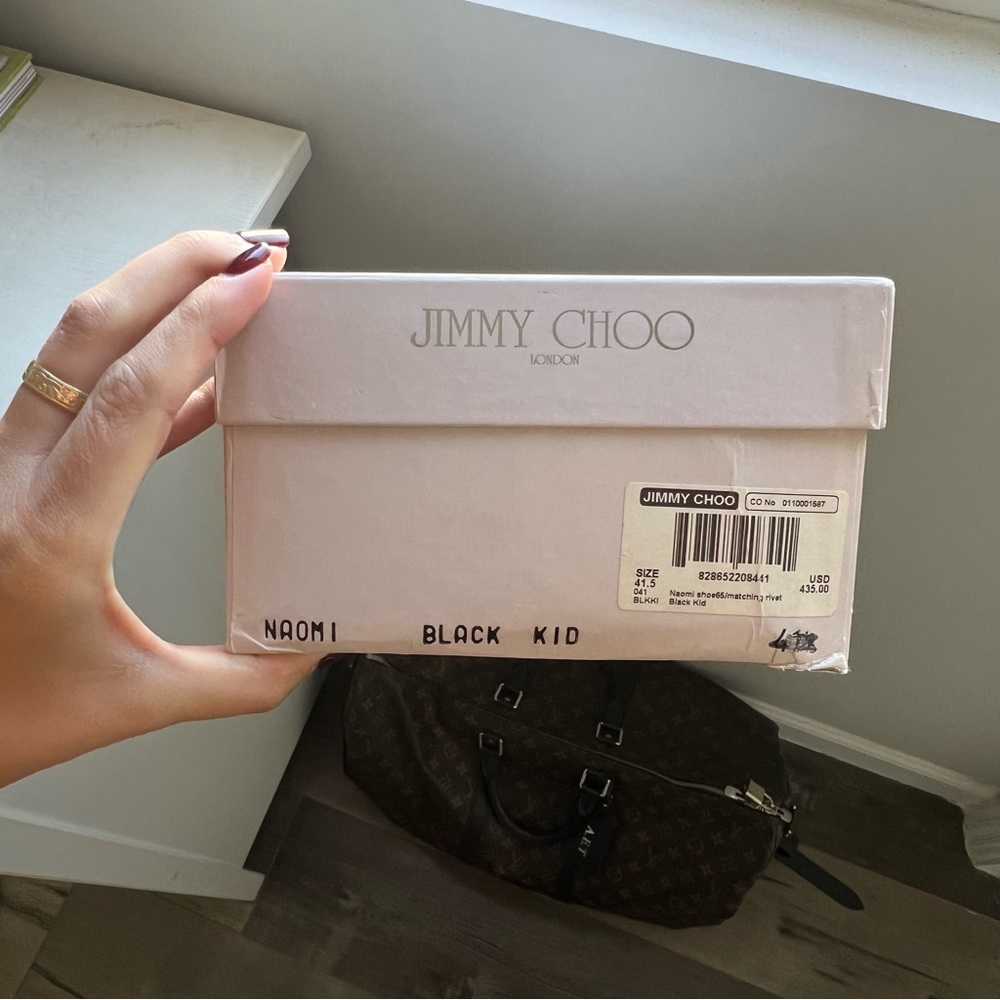 JIMMY CHOO
LONDON
JIMMY CHOO CO No 0110001587
828652208441
SIZE
41.5
USD
435.00
041 Naomi shoe65/matching rivet
BLKKI Black Kid
NAOMI BLACK KID
AET